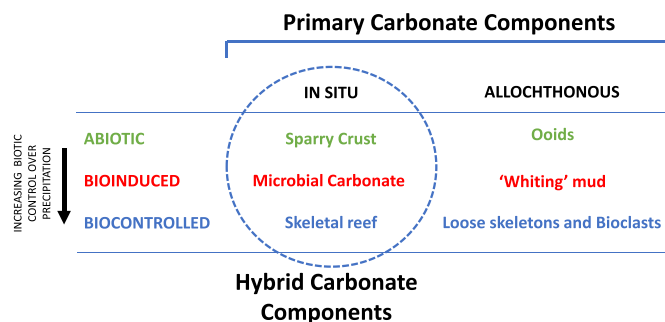 Primary Carbonate Components
IN SITU
ALLOCHTHONOUS
INCREASING BIOTIC
CONTROL OVER
PRECIPITATION
ABIOTIC
Sparry Crust
Ooids
BIOINDUCED
Microbial Carbonate
‘Whiting’ mud
BIOCONTROLLED
Skeletal reef
Loose skeletons and Bioclasts
Hybrid Carbonate
Components